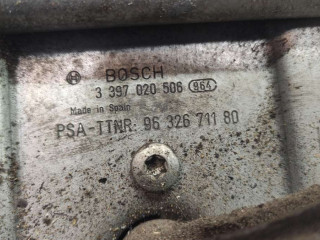 BOSCH
3 397 020 506 964
Made in Spain
PSA-TTNR: 96 326 711 80